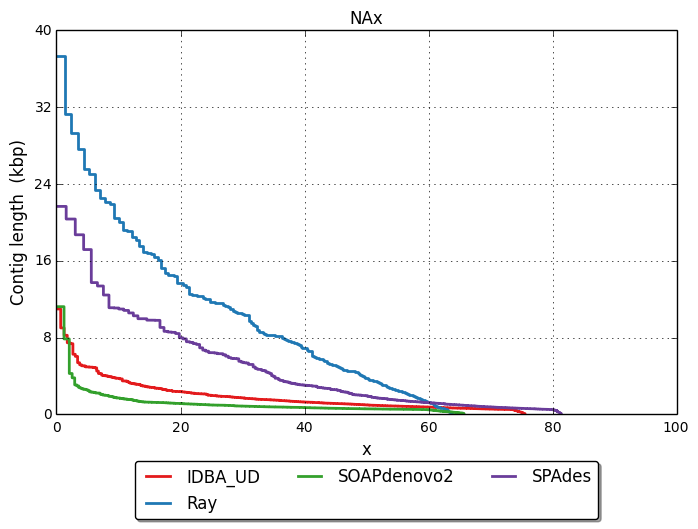 NAx
40
32
24
16
8
0
Contig length (kbp)
0 20 40 60 80 100
x
IDBA_UD SOAPdenovo2 SPAdes
Ray